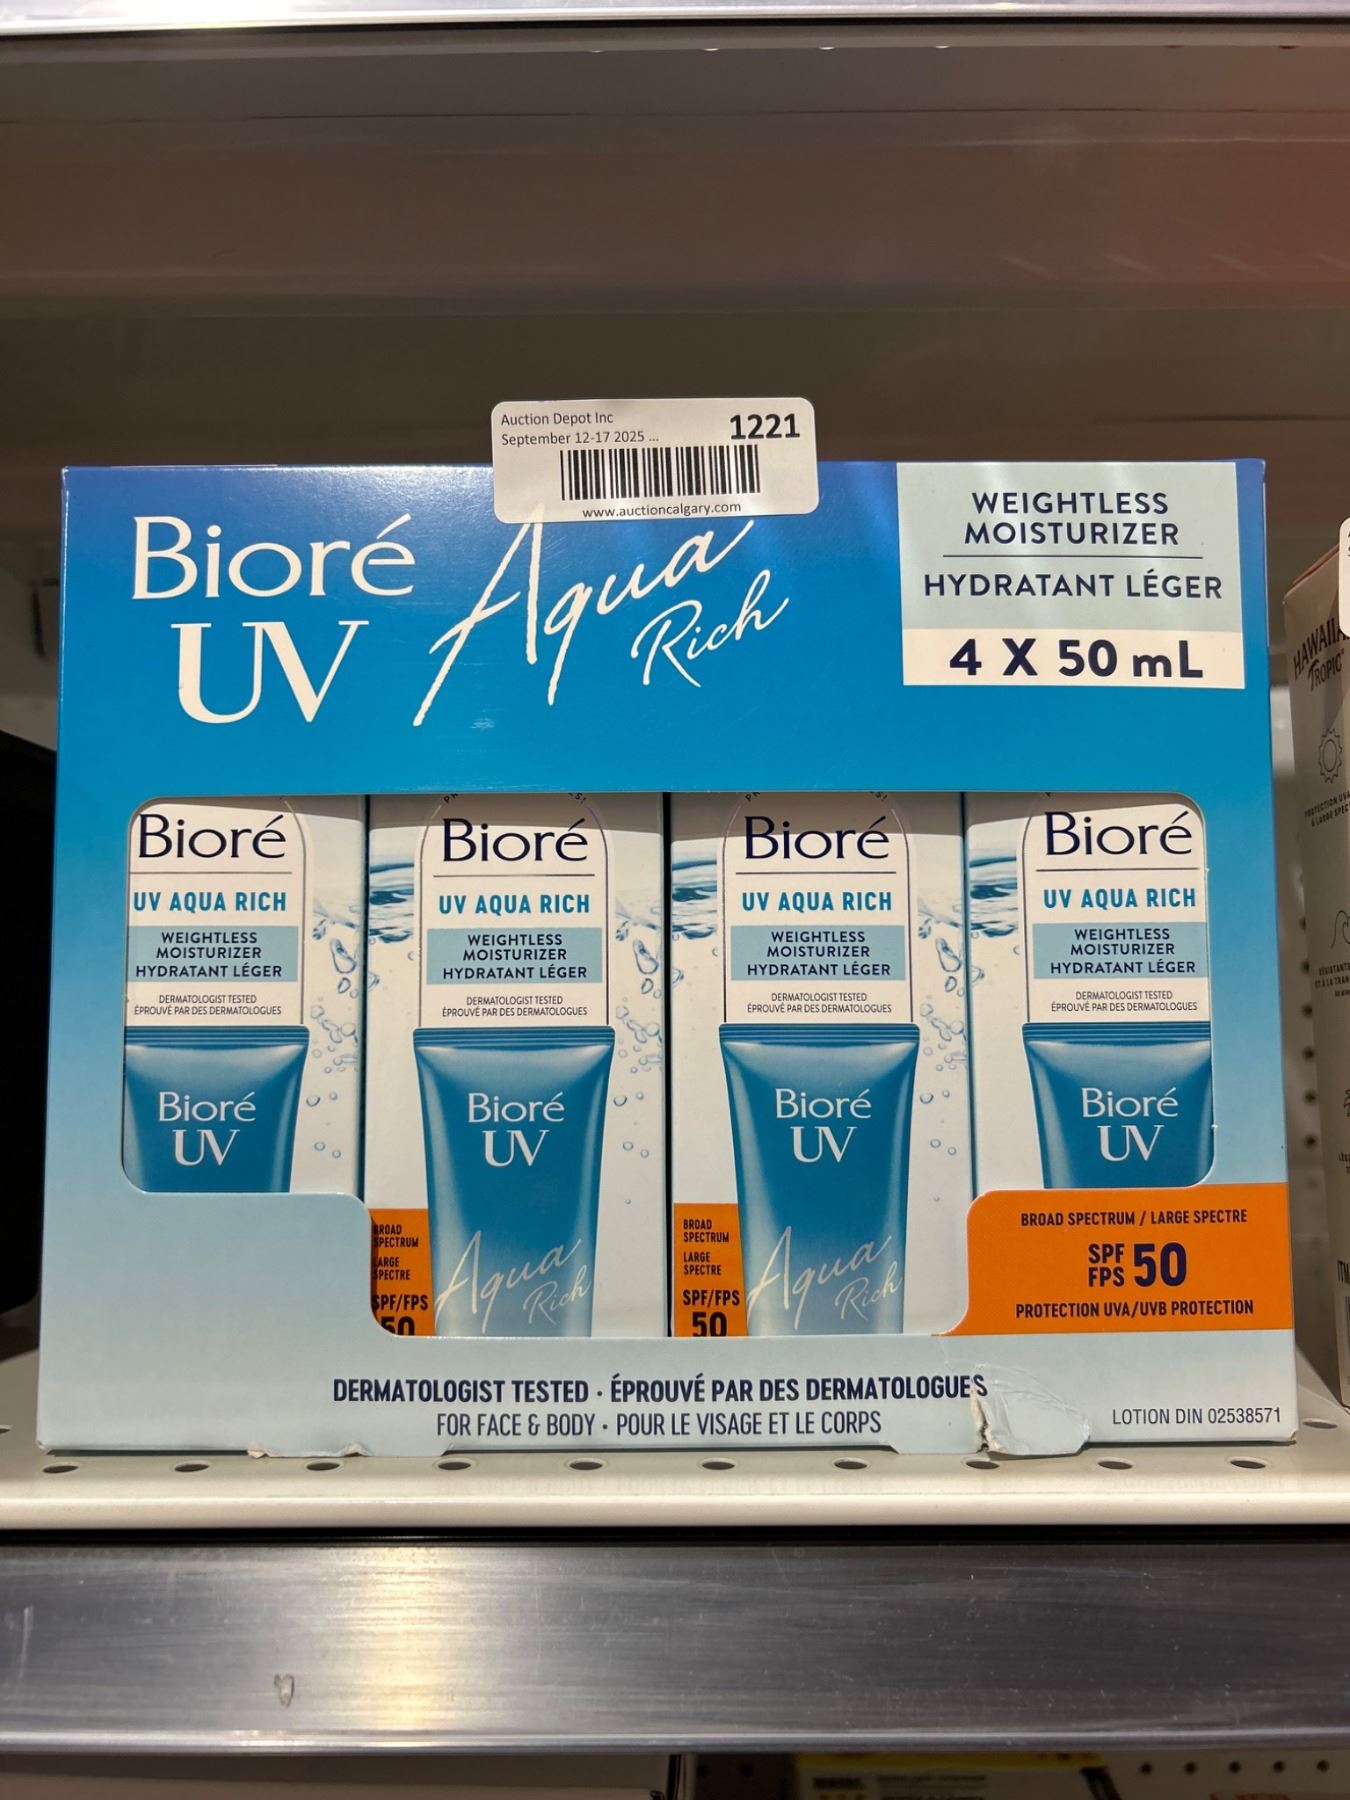 Auction Depot Inc
September 12-17 2025 ...
1221
www.auctioncalgary.com
Bioré
UV
Aqua
Rich
WEIGHTLESS
MOISTURIZER
HYDRATANT LÉGER
4 X 50 mL
Bioré
UV AQUA RICH
WEIGHTLESS
MOISTURIZER
HYDRATANT LÉGER
DERMATOLOGIST TESTED
ÉPROUVÉ PAR DES DERMATOLOGUES
Bioré
UV
Bioré
UV AQUA RICH
WEIGHTLESS
MOISTURIZER
HYDRATANT LÉGER
DERMATOLOGIST TESTED
ÉPROUVÉ PAR DES DERMATOLOGUES
Bioré
UV
Aqua
Rich
BROAD
SPECTRUM
LARGE
SPECTRE
SPF/FPS
50
Bioré
UV AQUA RICH
WEIGHTLESS
MOISTURIZER
HYDRATANT LÉGER
DERMATOLOGIST TESTED
ÉPROUVÉ PAR DES DERMATOLOGUES
Bioré
UV
Aqua
Rich
BROAD
SPECTRUM
LARGE
SPECTRE
SPF/FPS
50
Bioré
UV AQUA RICH
WEIGHTLESS
MOISTURIZER
HYDRATANT LÉGER
DERMATOLOGIST TESTED
ÉPROUVÉ PAR DES DERMATOLOGUES
Bioré
UV
BROAD SPECTRUM / LARGE SPECTRE
SPF
FPS 50
PROTECTION UVA/UVB PROTECTION
DERMATOLOGIST TESTED · ÉPROUVÉ PAR DES DERMATOLOGUES
FOR FACE & BODY · POUR LE VISAGE ET LE CORPS
LOTION DIN 02538571
TROPIC